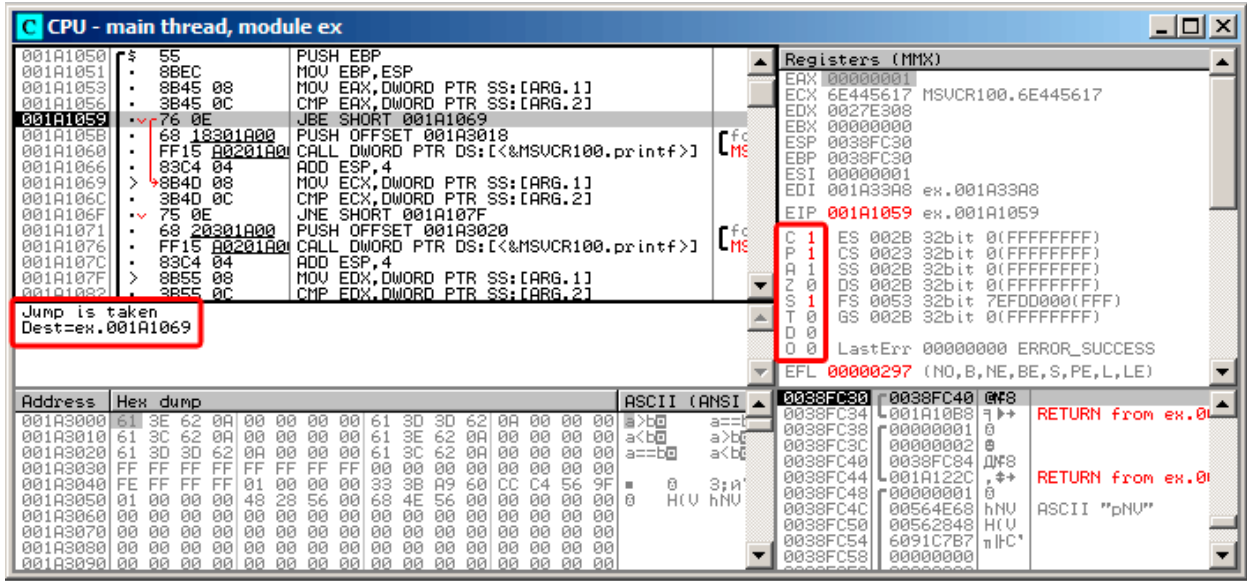 CPU - main thread, module ex
001A1050 $ 55 PUSH EBP
001A1051 . 8BEC MOV EBP,ESP
001A1053 . 8B45 08 MOV EAX,DWORD PTR SS:[ARG.1]
001A1056 . 3B45 0C CMP EAX,DWORD PTR SS:[ARG.2]
001A1059 . 76 0E JBE SHORT 001A1069
001A105B . 68 18301A00 PUSH OFFSET 001A3018
001A1060 . FF15 A0201A0 CALL DWORD PTR DS:[<&MSVCR100.printf>]
001A1066 . 83C4 04 ADD ESP,4
001A1069 > 8B4D 08 MOV ECX,DWORD PTR SS:[ARG.1]
001A106C . 3B4D 0C CMP ECX,DWORD PTR SS:[ARG.2]
001A106F . 75 0E JNE SHORT 001A107F
001A1071 . 68 20301A00 PUSH OFFSET 001A3020
001A1076 . FF15 A0201A0 CALL DWORD PTR DS:[<&MSVCR100.printf>]
001A107C . 83C4 04 ADD ESP,4
001A107F > 8B55 08 MOV EDX,DWORD PTR SS:[ARG.1]
001A1082 . 3B55 0C CMP EDX,DWORD PTR SS:[ARG.2]
Jump is taken
Dest=ex.001A1069
Registers (MMX)
EAX 00000001
ECX 6E445617 MSVCR100.6E445617
EDX 0027E308
EBX 00000000
ESP 0038FC30
EBP 0038FC30
ESI 00000001
EDI 001A33A8 ex.001A33A8
EIP 001A1059 ex.001A1059
C 1 ES 002B 32bit 0(FFFFFFFF)
P 1 CS 0023 32bit 0(FFFFFFFF)
A 1 SS 002B 32bit 0(FFFFFFFF)
Z 0 DS 002B 32bit 0(FFFFFFFF)
S 1 FS 0053 32bit 7EFDD000(FFF)
T 0 GS 002B 32bit 0(FFFFFFFF)
D 0
O 0 LastErr 00000000 ERROR_SUCCESS
EFL 00000297 (NO,B,NE,BE,S,PE,L,LE)
Address Hex dump ASCII (ANSI
001A3000 61 3E 62 0A 00 00 00 00 61 3D 3D 62 0A 00 00 00 a>b a==
001A3010 61 3C 62 0A 00 00 00 00 61 3E 62 0A 00 00 00 00 a<b a>b
001A3020 61 3D 3D 62 0A 00 00 00 61 3C 62 0A 00 00 00 00 a==b a<b
001A3030 FF FF FF FF FF FF FF FF 00 00 00 00 00 00 00 00
001A3040 FE FF FF FF 01 00 00 00 33 3B A9 60 CC C4 56 9F
001A3050 01 00 00 00 48 28 56 00 68 4E 56 00 00 00 00 00 H(V hNV
001A3060 00 00 00 00 00 00 00 00 00 00 00 00 00 00 00 00
001A3070 00 00 00 00 00 00 00 00 00 00 00 00 00 00 00 00
001A3080 00 00 00 00 00 00 00 00 00 00 00 00 00 00 00 00
001A3090 00 00 00 00 00 00 00 00 00 00 00 00 00 00 00 00
0038FC30 0038FC40
0038FC34 001A10B8 RETURN from ex.0
0038FC38 00000001
0038FC3C 00000002
0038FC40 0038FC84
0038FC44 001A122C RETURN from ex.0
0038FC48 00000001
0038FC4C 00564E68 hNV ASCII "pNV"
0038FC50 00562848 H(V
0038FC54 6091C7B7
0038FC58 00000000